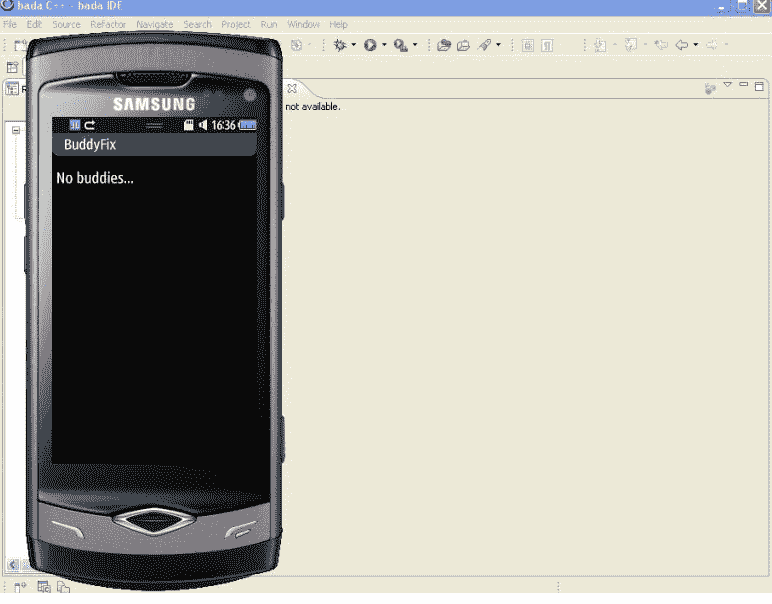 bada C++ - bada IDE
File Edit Source Refactor Navigate Search Project Run Window Help
not available.
SAMSUNG
16:36
BuddyFix
No buddies...